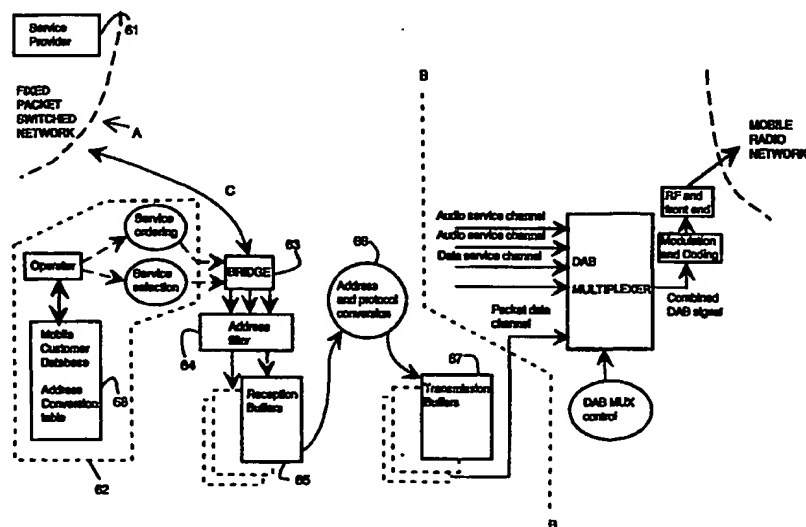 Service
Provider
61
FIXED
PACKET
SWITCHED
NETWORK
A
B
MOBILE
RADIO
NETWORK
C
Service
ordering
Operator
Service
selection
63
BRIDGE
66
Address
and protocol
conversion
Audio service channel
Audio service channel
Data service channel
DAB
MULTIPLEXER
RF and
front end
Modulation
and Coding
Combined
DAB signal
Packet data
channel
Address
filter
64
Mobile
Customer
Database
Address
Conversion
table
68
62
Reception
Buffers
65
67
Transmission
Buffers
DAB MUX
control
B